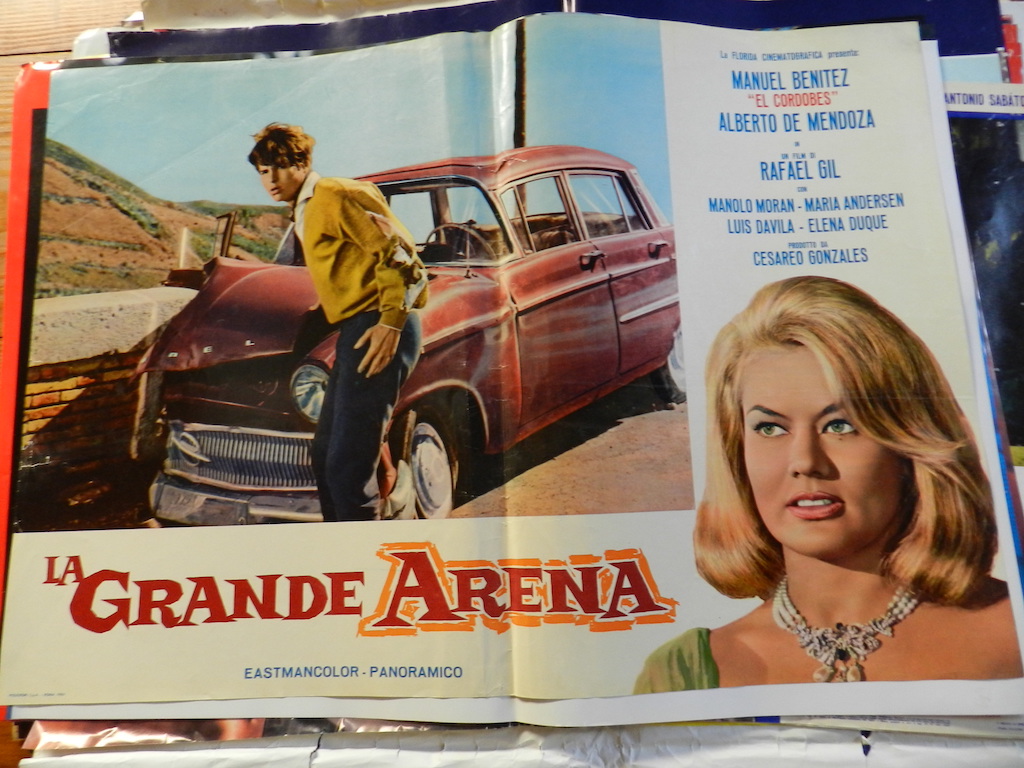 La FLORIDA CINEMATOGRAFICA presenta:
MANUEL BENITEZ
"EL CORDOBES"
ALBERTO DE MENDOZA
in
UN FILM DI
RAFAEL GIL
CON
MANOLO MORAN - MARIA ANDERSEN
LUIS DAVILA - ELENA DUQUE
PRODOTTO DA
CESAREO GONZALES
ANTONIO SABATO
LA GRANDE ARENA
EASTMANCOLOR - PANORAMICO